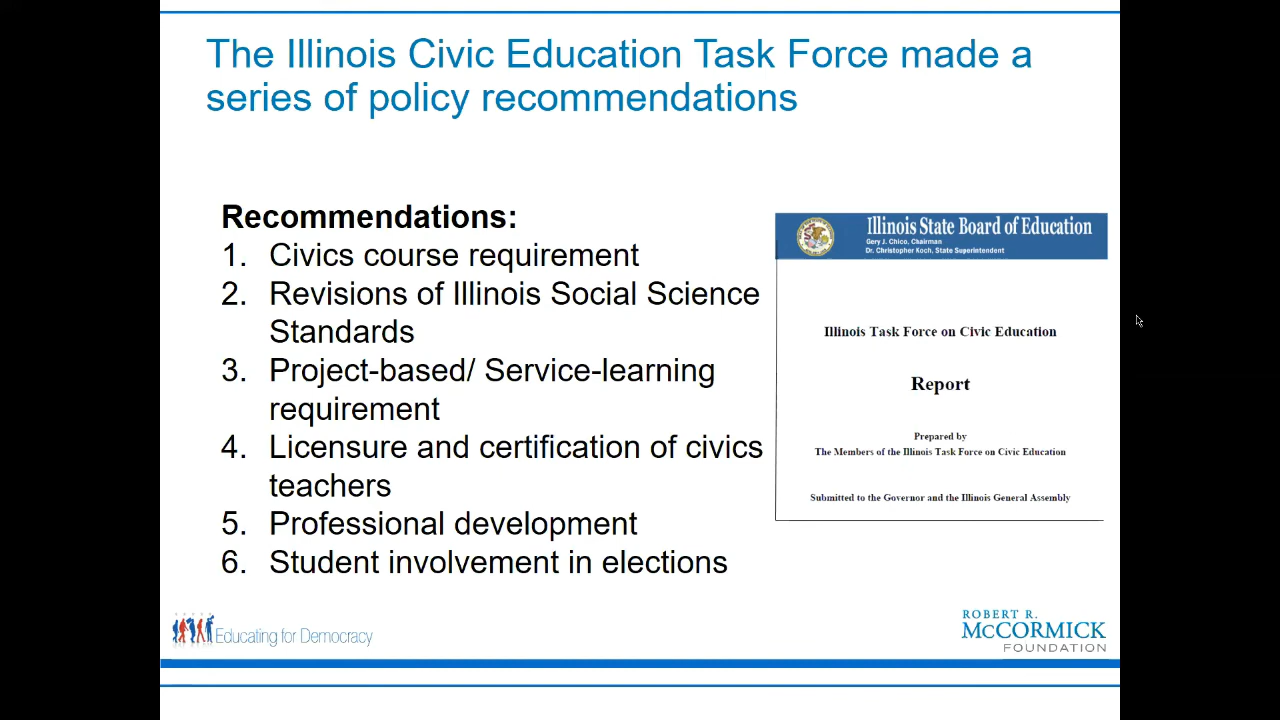 The Illinois Civic Education Task Force made a
series of policy recommendations
Recommendations:
1. Civics course requirement
2. Revisions of Illinois Social Science
Standards
3. Project-based/ Service-learning
requirement
4. Licensure and certification of civics
teachers
5. Professional development
6. Student involvement in elections
Illinois State Board of Education
Gery J. Chico, Chairman
Dr. Christopher Koch, State Superintendent
Illinois Task Force on Civic Education
Report
Prepared by
The Members of the Illinois Task Force on Civic Education
Submitted to the Governor and the Illinois General Assembly
Educating for Democracy
ROBERT R.
McCORMICK
FOUNDATION